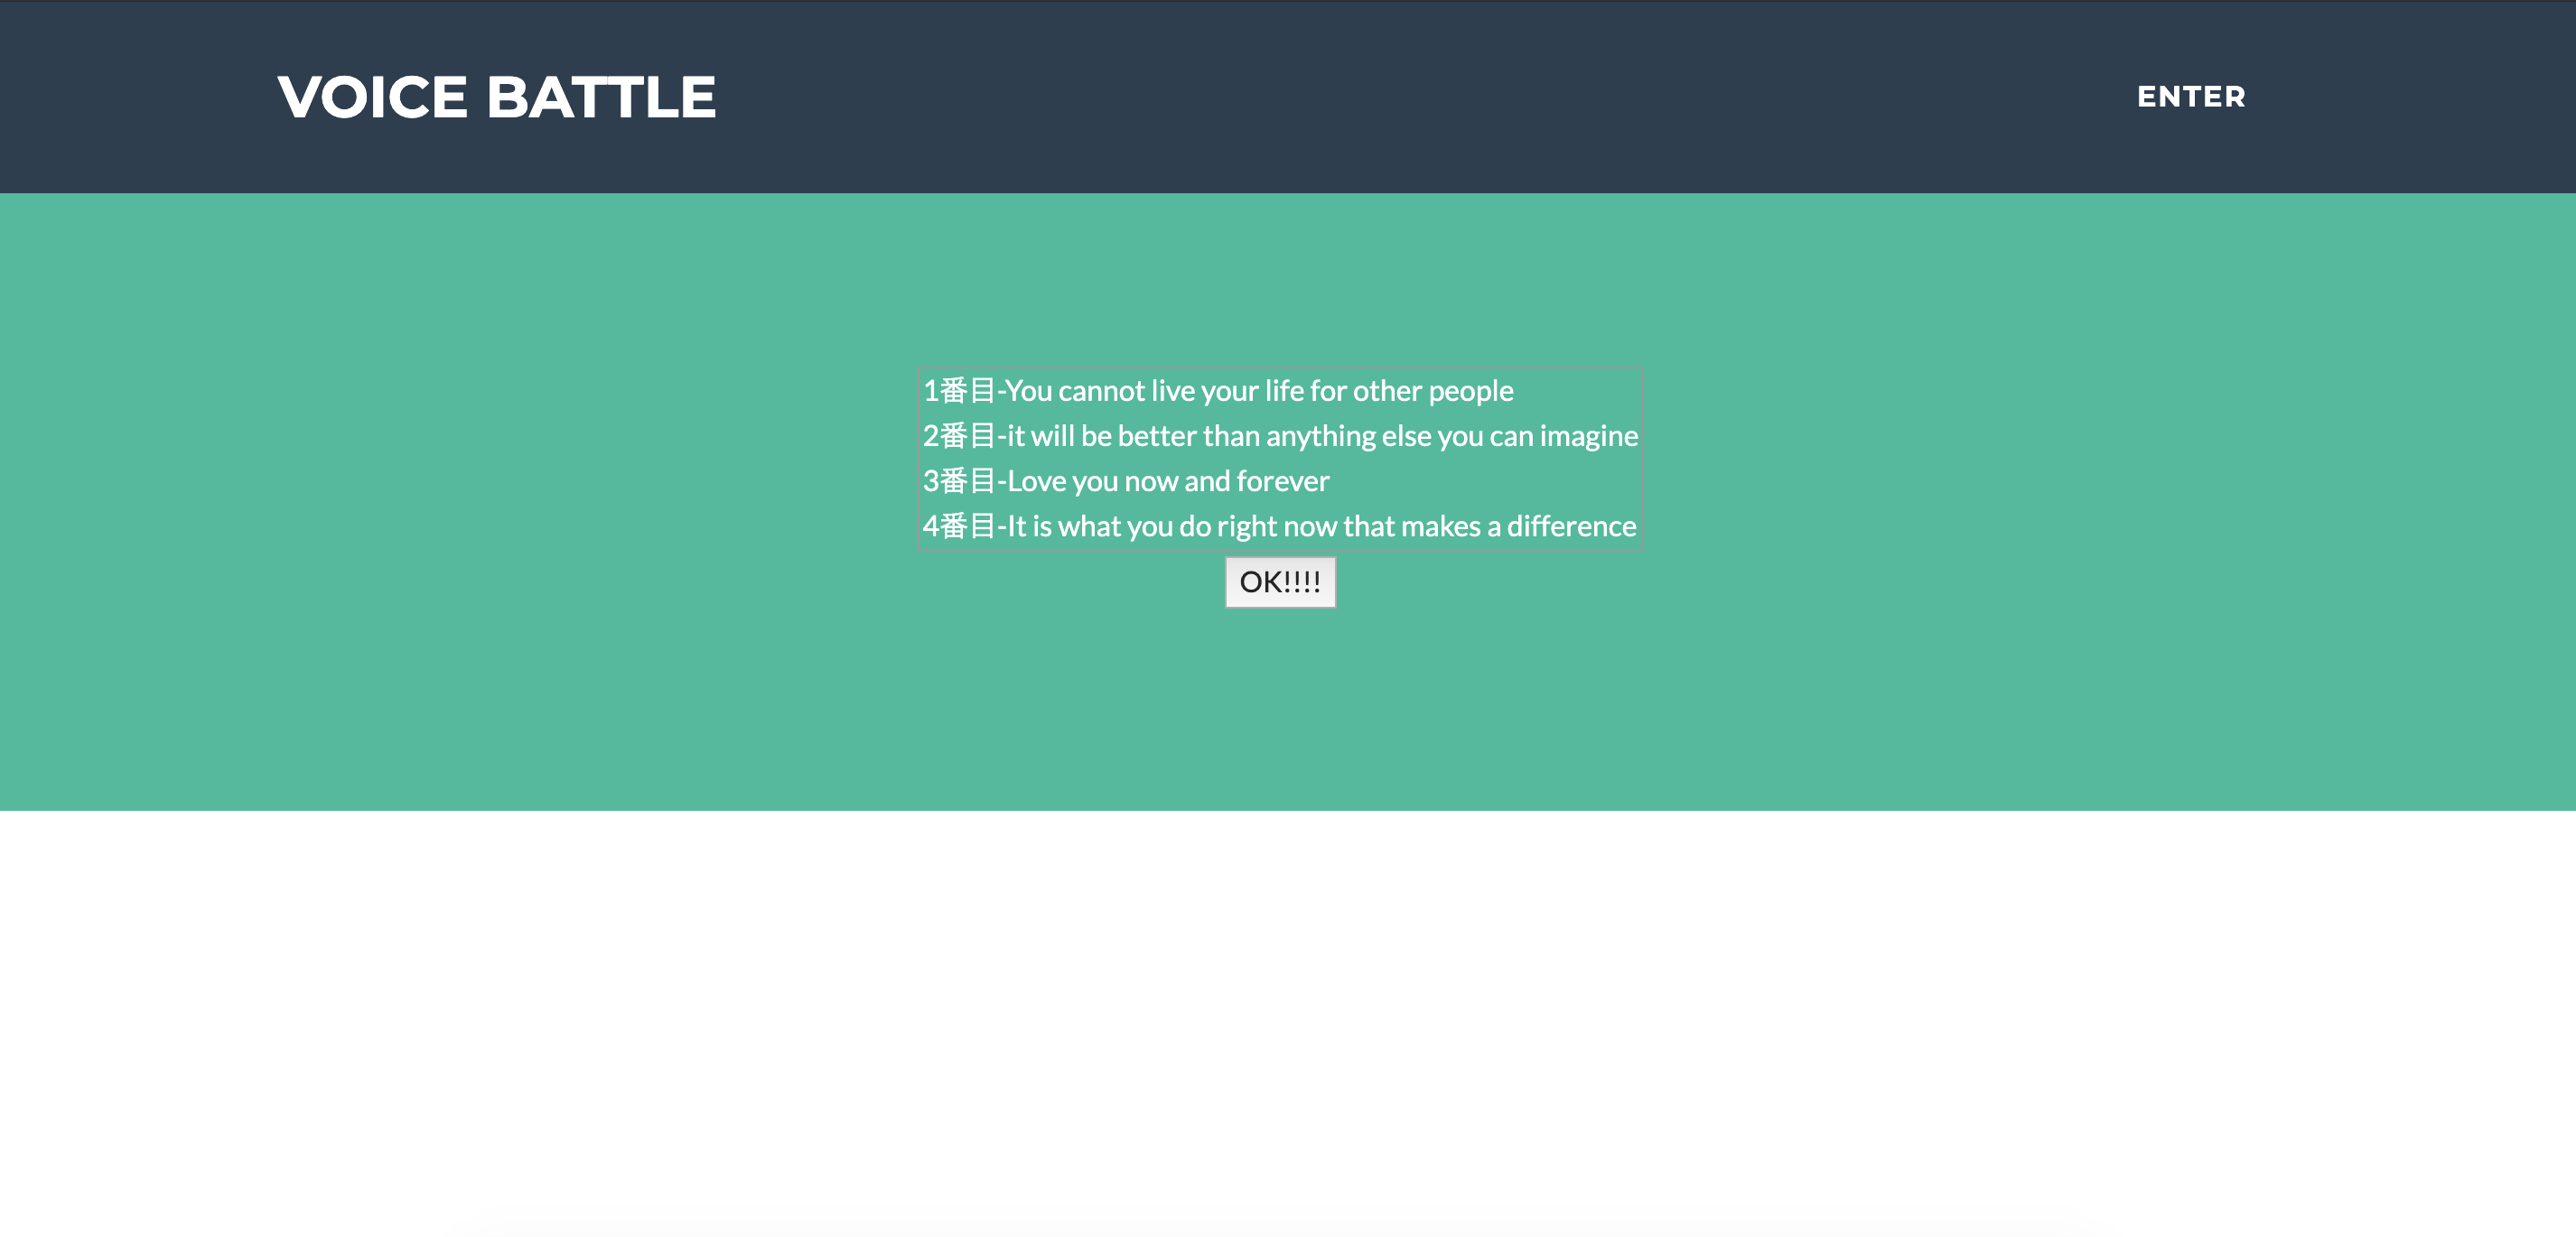 VOICE BATTLE
ENTER
1番目-You cannot live your life for other people
2番目-it will be better than anything else you can imagine
3番目-Love you now and forever
4番目-It is what you do right now that makes a difference
OK!!!!